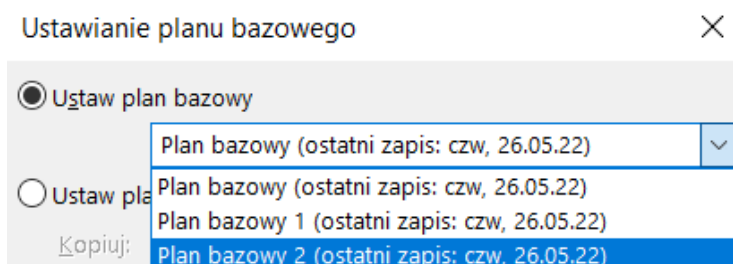 Ustawianie planu bazowego
Ustaw plan bazowy
Plan bazowy (ostatni zapis: czw, 26.05.22)
Ustaw pla
Plan bazowy (ostatni zapis: czw, 26.05.22)
Plan bazowy 1 (ostatni zapis: czw, 26.05.22)
Kopiuj:
Plan bazowy 2 (ostatni zapis: czw, 26.05.22)